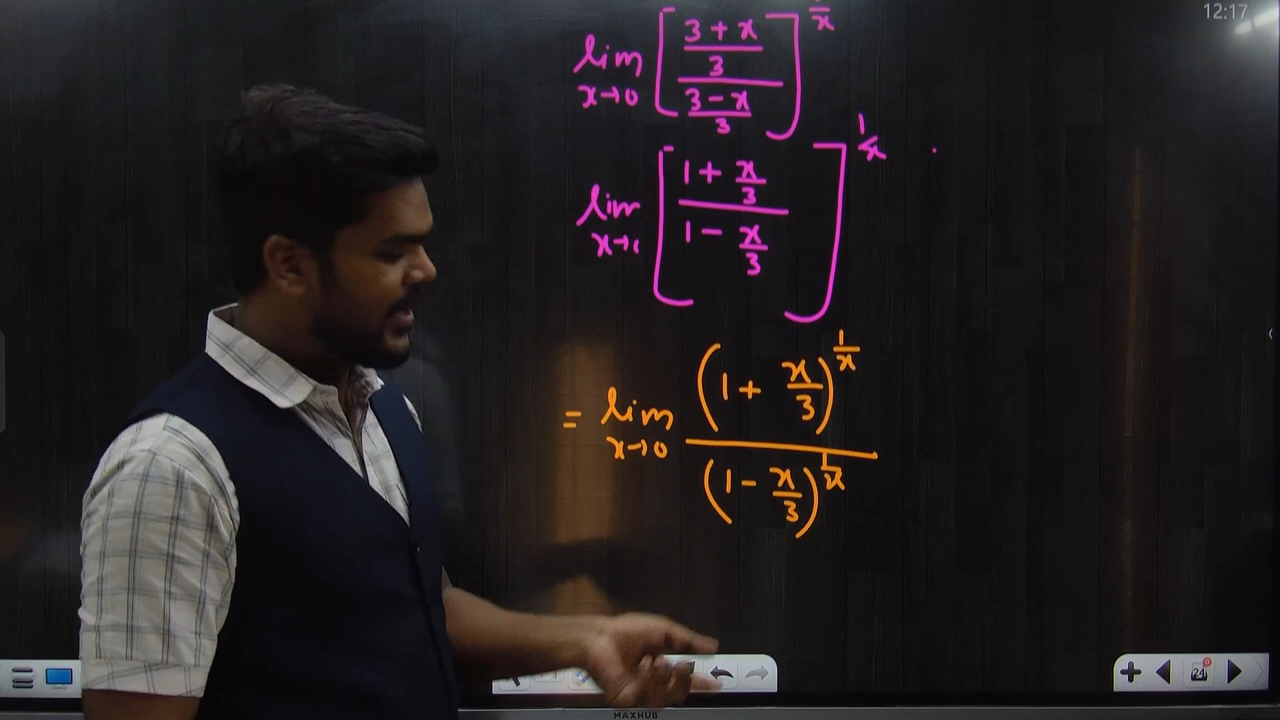 12:17
lim x→0 [ (3 + x)/3 / (3 − x)/3 ]^(1/x)
lim x→ [ (1 + x/3) / (1 − x/3) ]^(1/x)
= lim x→0 (1 + x/3)^(1/x) / (1 − x/3)^(1/x)
24
MAXHUB